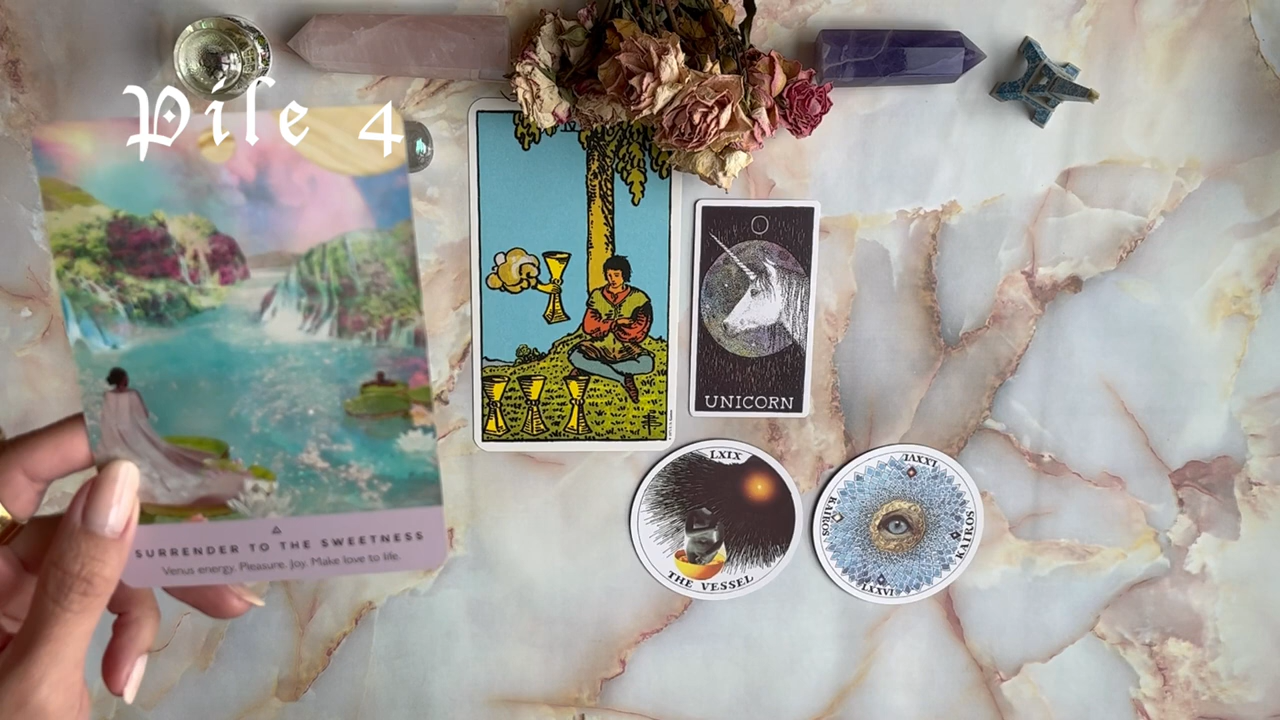 Pile 4
SURRENDER TO THE SWEETNESS
Venus energy. Pleasure. Joy. Make love to life.
UNICORN
LXIX
THE VESSEL
LXXVI
KAIROS
KAIROS
LXXVI